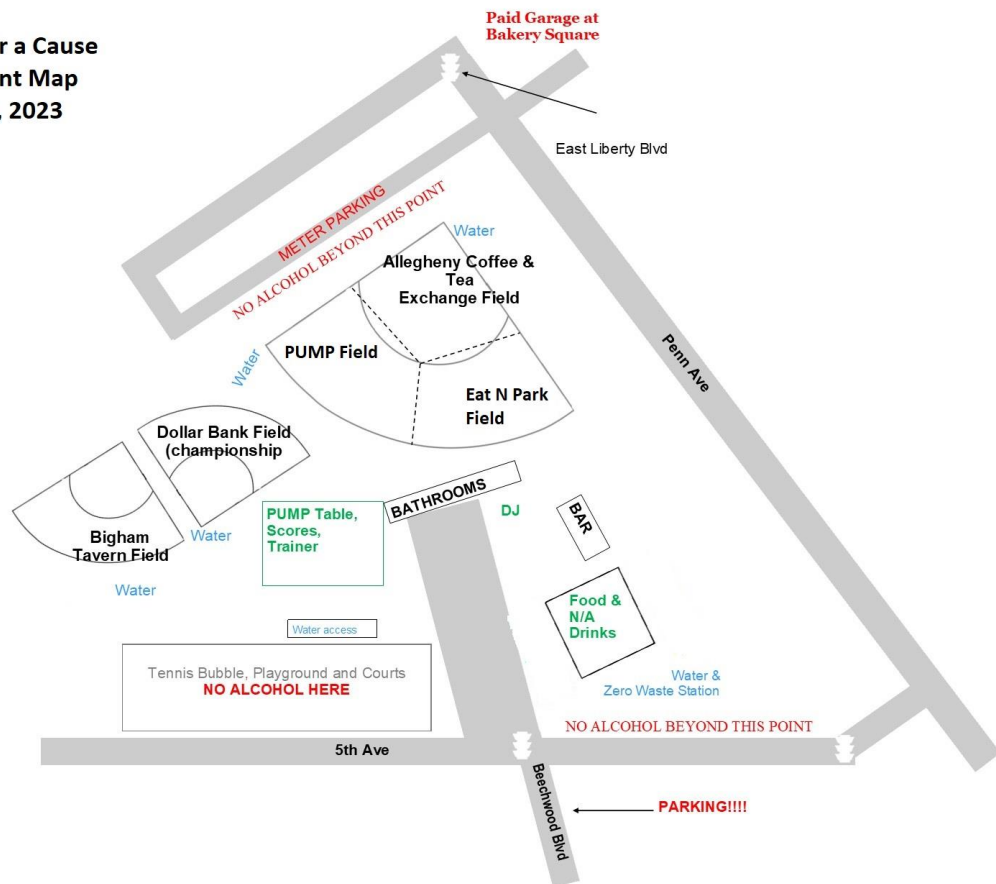 r a Cause
nt Map
, 2023
Paid Garage at
Bakery Square
East Liberty Blvd
METER PARKING
NO ALCOHOL BEYOND THIS POINT
Water
Allegheny Coffee &
Tea
Exchange Field
PUMP Field
Water
Penn Ave
Eat N Park
Field
Dollar Bank Field
(championship
BATHROOMS
DJ
BAR
PUMP Table,
Scores,
Trainer
Bigham
Tavern Field
Water
Water
Food &
N/A
Drinks
Water access
Tennis Bubble, Playground and Courts
NO ALCOHOL HERE
Water &
Zero Waste Station
NO ALCOHOL BEYOND THIS POINT
5th Ave
Beechwood Blvd
PARKING!!!!